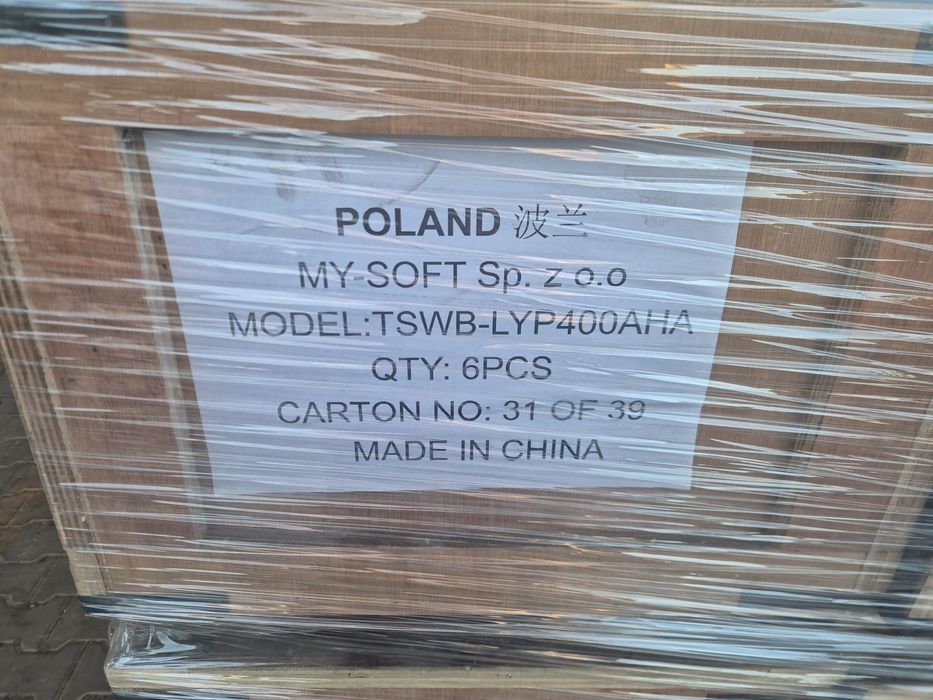 POLAND 波兰
MY-SOFT Sp. z o.o
MODEL:TSWB-LYP400AHA
QTY: 6PCS
CARTON NO: 31 OF 39
MADE IN CHINA